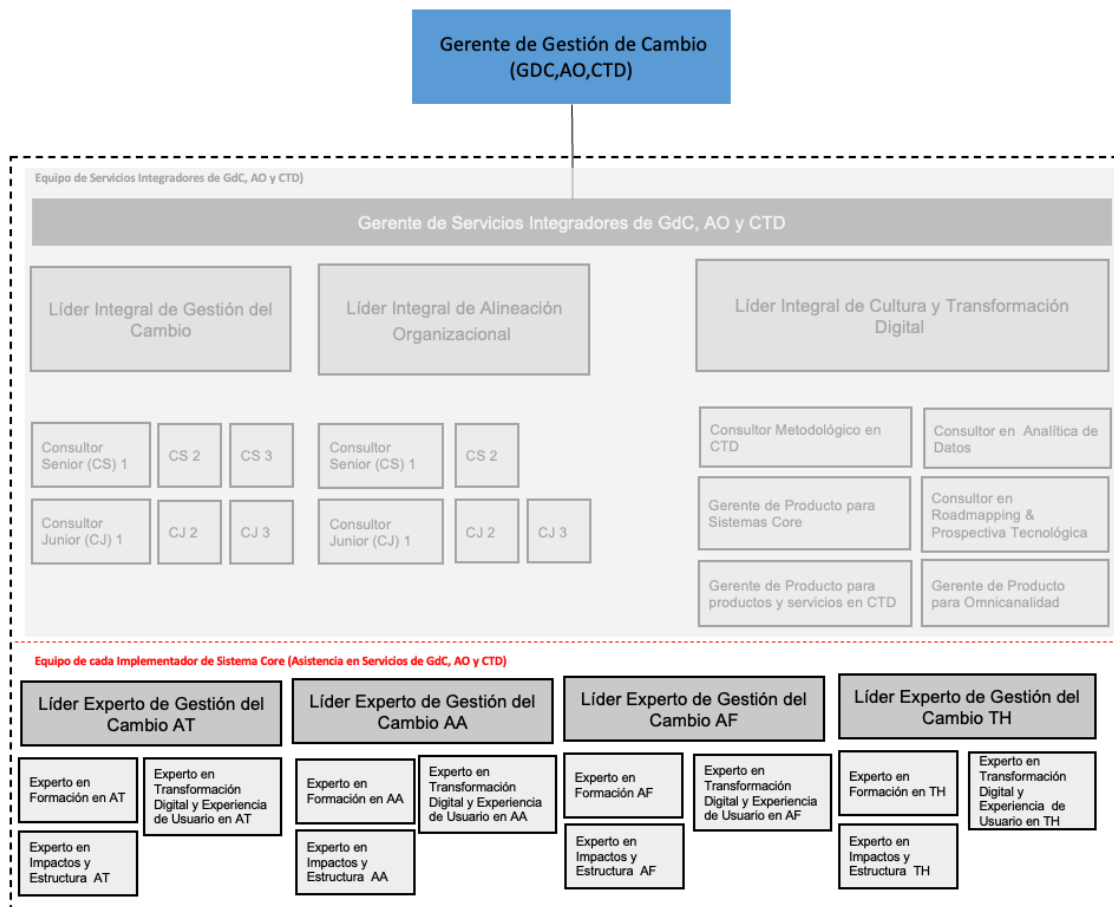 Gerente de Gestión de Cambio
(GDC,AO,CTD)
Equipo de Servicios Integradores de GdC, AO y CTD)
Gerente de Servicios Integradores de GdC, AO y CTD
Líder Integral de Gestión del
Cambio
Líder Integral de Alineación
Organizacional
Líder Integral de Cultura y Transformación
Digital
Consultor
Senior (CS) 1
CS 2
CS 3
Consultor
Senior (CS) 1
CS 2
Consultor Metodológico en
CTD
Consultor en Analítica de
Datos
Consultor
Junior (CJ) 1
CJ 2
CJ 3
Consultor
Junior (CJ) 1
CJ 2
CJ 3
Gerente de Producto para
Sistemas Core
Consultor en
Roadmapping &
Prospectiva Tecnológica
Gerente de Producto para
productos y servicios en CTD
Gerente de Producto
para Omnicanalidad
Equipo de cada Implementador de Sistema Core (Asistencia en Servicios de GdC, AO y CTD)
Líder Experto de Gestión del
Cambio AT
Líder Experto de Gestión del
Cambio AA
Líder Experto de Gestión del
Cambio AF
Líder Experto de Gestión del
Cambio TH
Experto en
Formación en AT
Experto en
Transformación
Digital y Experiencia
de Usuario en AT
Experto en
Formación en AA
Experto en
Transformación
Digital y Experiencia
de Usuario en AA
Experto en
Formación AF
Experto en
Transformación
Digital y Experiencia
de Usuario en AF
Experto en
Formación en TH
Experto en
Transformación
Digital y
Experiencia de
Usuario en TH
Experto en
Impactos y
Estructura AT
Experto en
Impactos y
Estructura AA
Experto en
Impactos y
Estructura AF
Experto en
Impactos y
Estructura TH